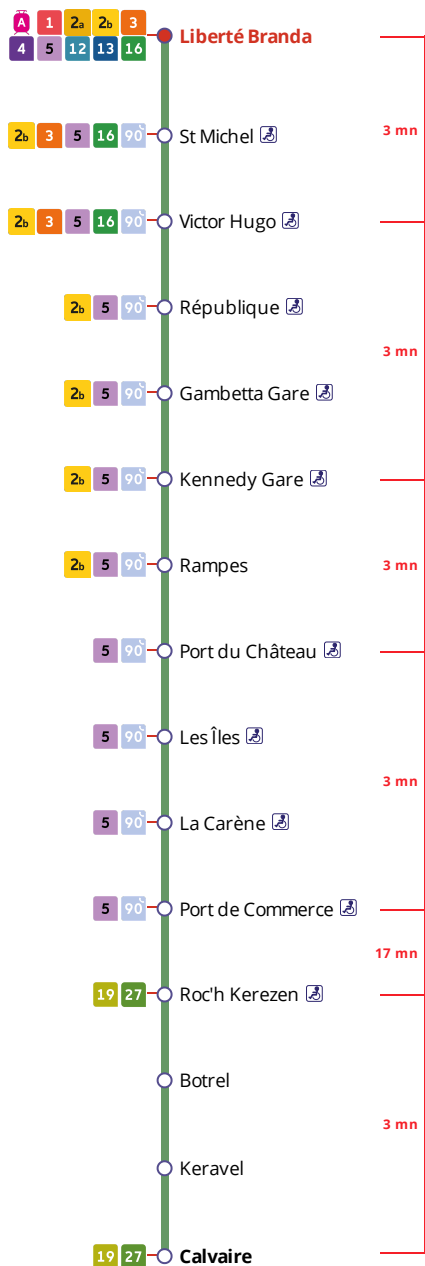 A 1 2a 2b 3
4 5 12 13 16
Liberté Branda
3 mn
2b 3 5 16 90
St Michel
2b 3 5 16 90
Victor Hugo
2b 5 90
République
3 mn
2b 5 90
Gambetta Gare
2b 5 90
Kennedy Gare
2b 5 90
Rampes
3 mn
5 90
Port du Château
5 90
Les Îles
3 mn
5 90
La Carène
5 90
Port de Commerce
17 mn
19 27
Roc'h Kerezen
Botrel
3 mn
Keravel
19 27
Calvaire